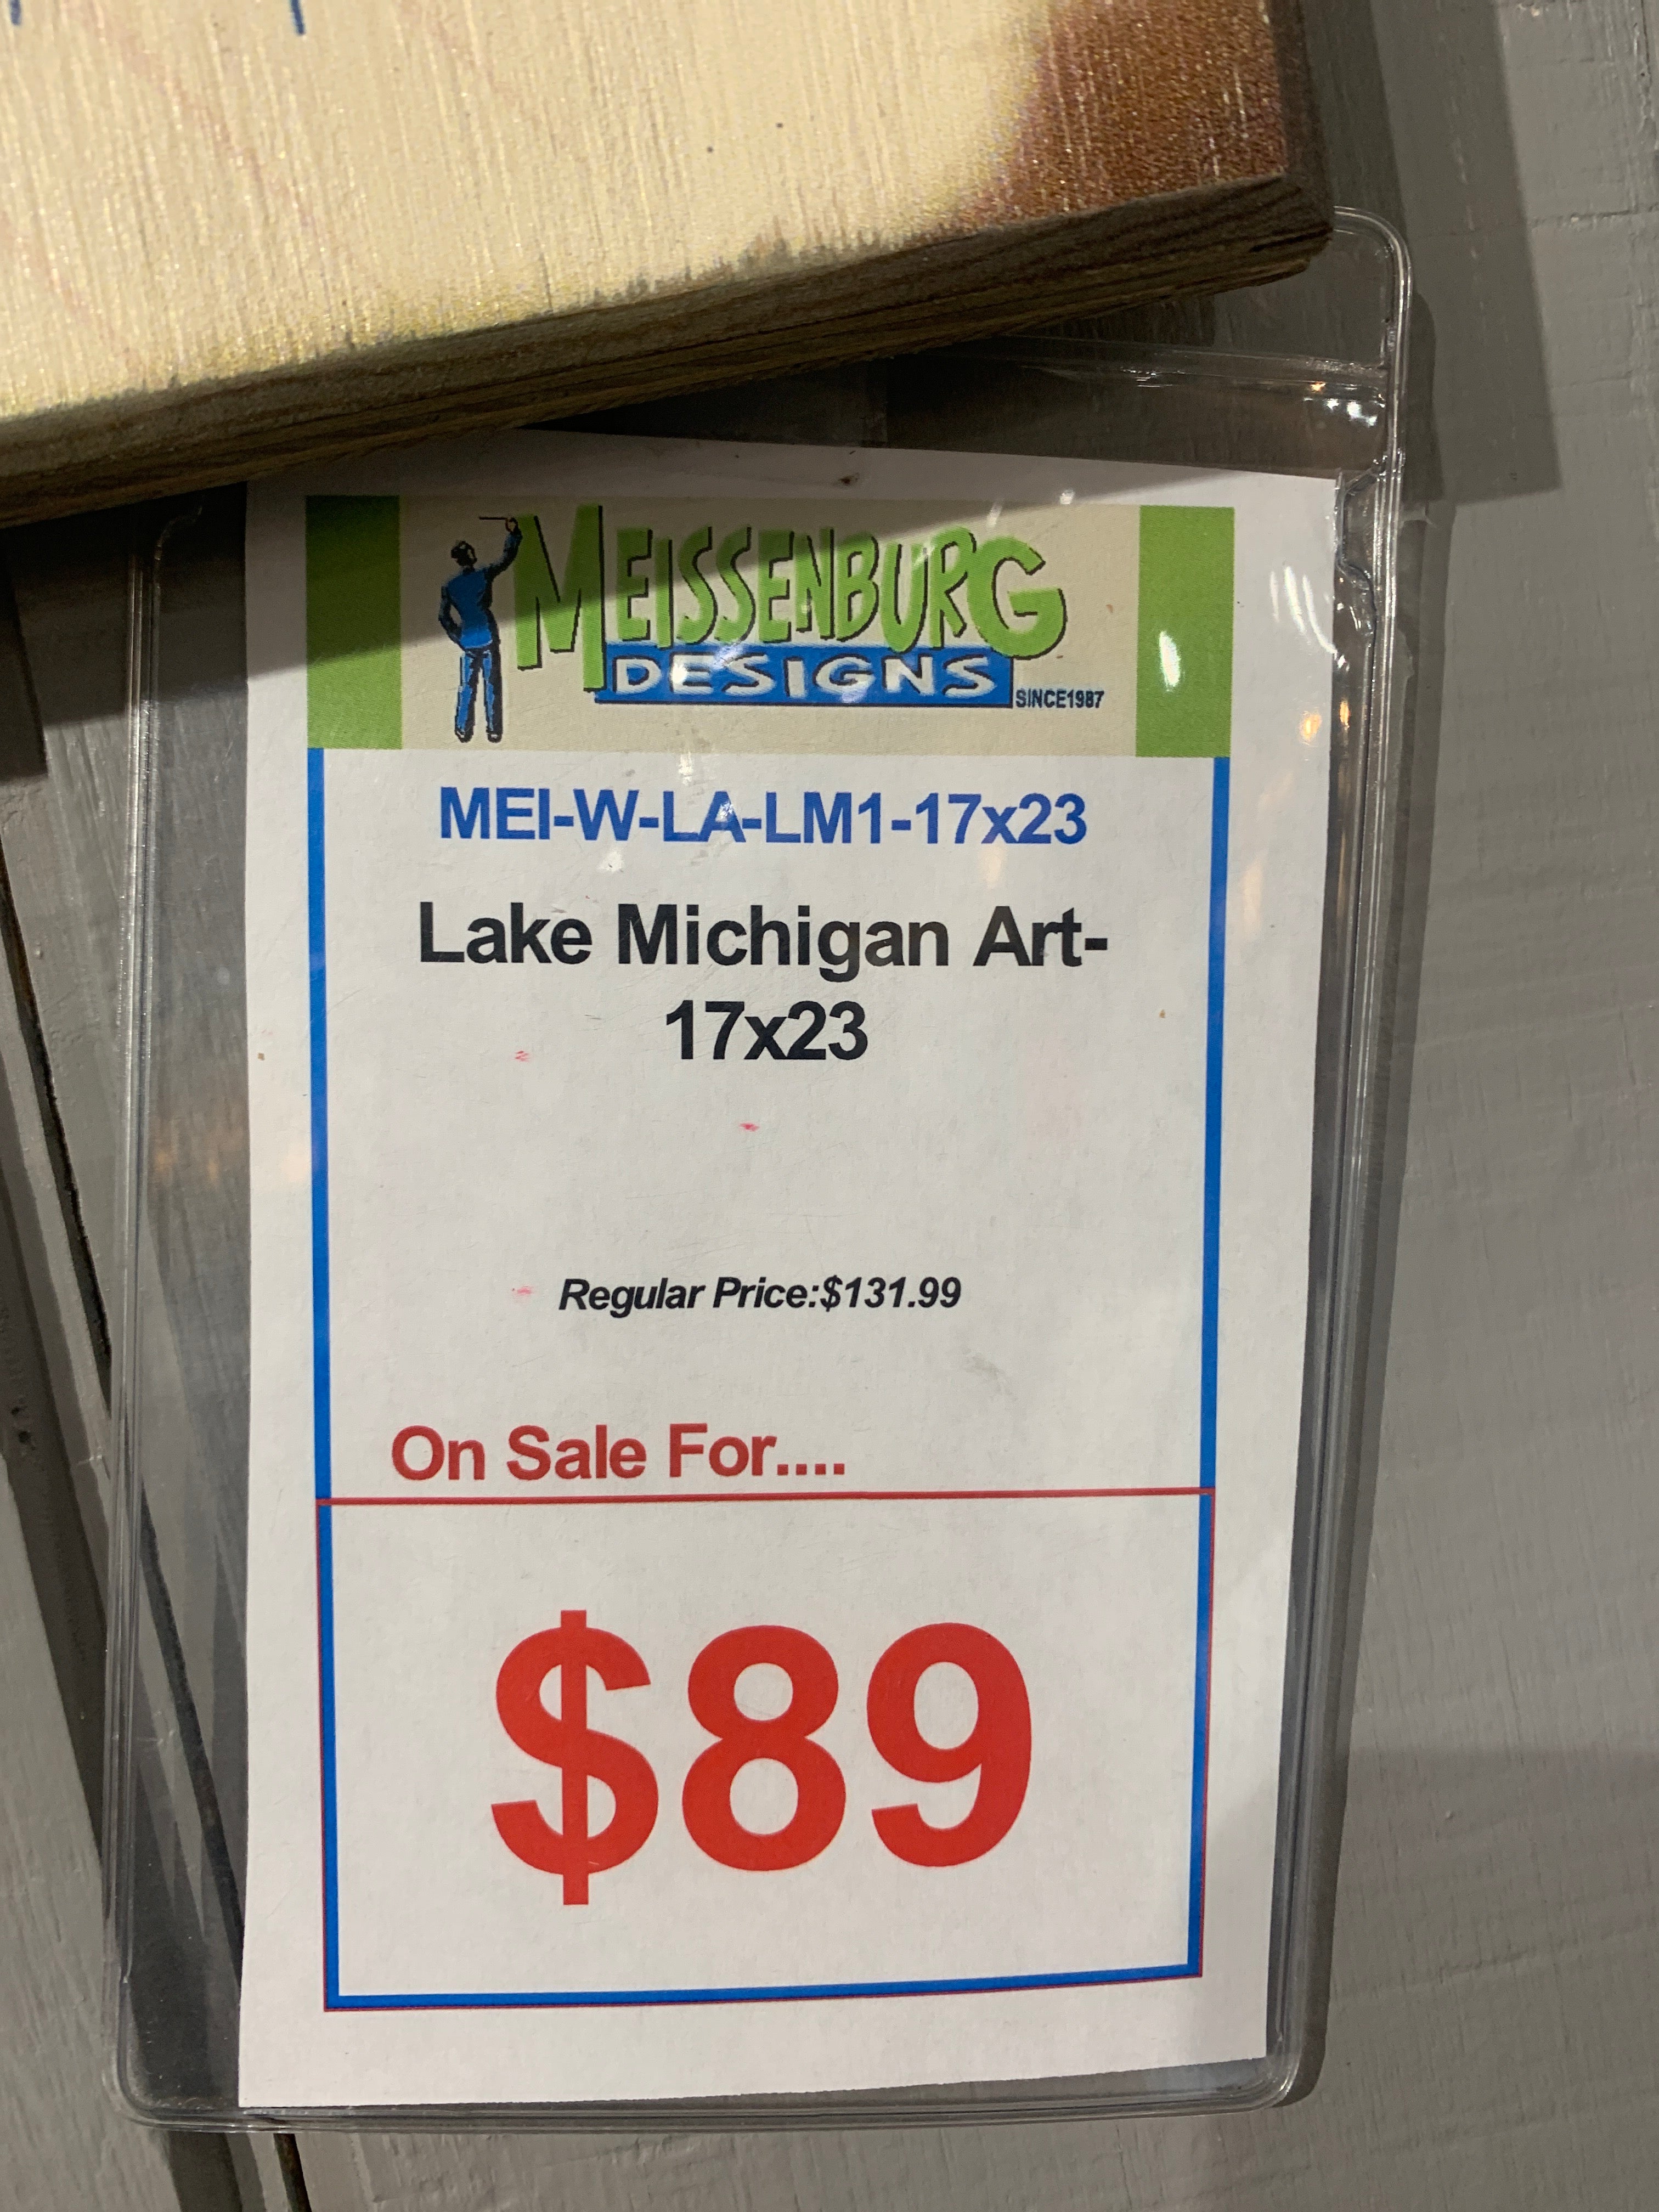 MEISSENBURG
DESIGNS
SINCE1987
MEI-W-LA-LM1-17x23
Lake Michigan Art-
17x23
Regular Price:$131.99
On Sale For....
$89